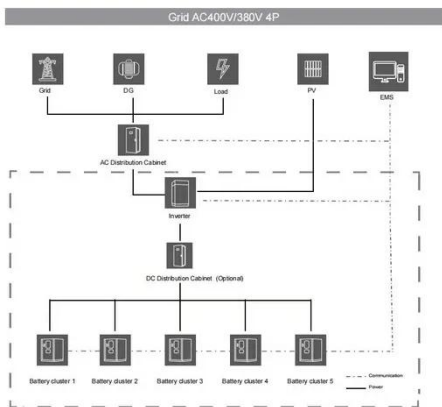 Grid AC400V/380V 4P
Grid
DG
Load
PV
EMS
AC Distribution Cabinet
Inverter
DC Distribution Cabinet (Optional)
Battery cluster 1
Battery cluster 2
Battery cluster 3
Battery cluster 4
Battery cluster 5
Communication
Power